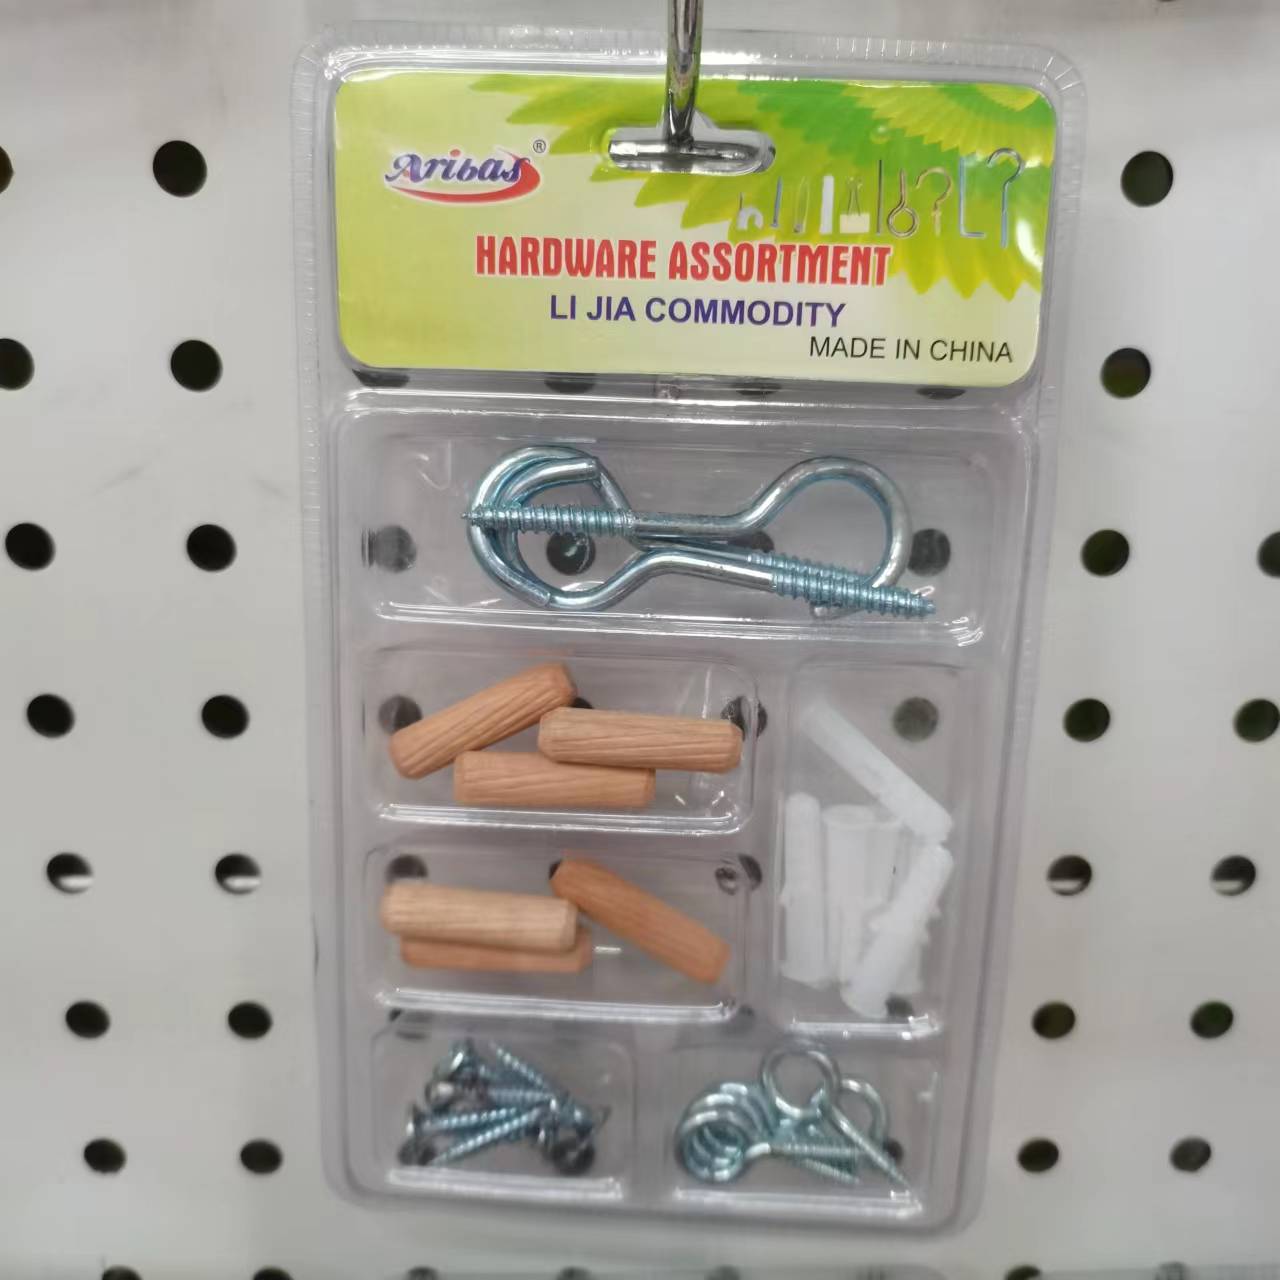 Aribas®
HARDWARE ASSORTMENT
LI JIA COMMODITY
MADE IN CHINA